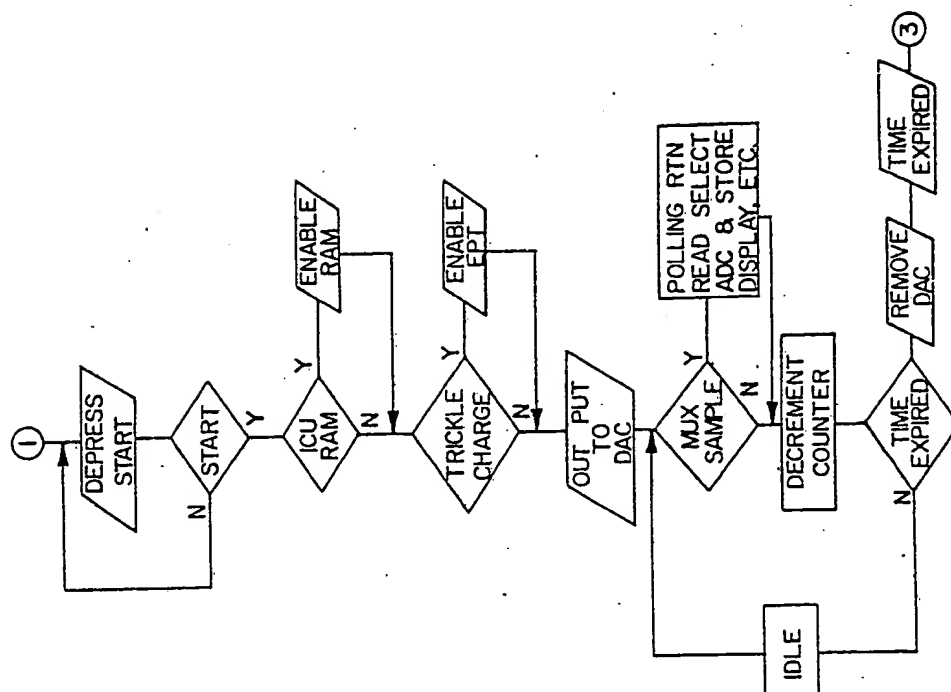 1
DEPRESS
START
START
N
Y
ICU
RAM
Y
N
ENABLE
RAM
TRICKLE
CHARGE
Y
N
ENABLE
EPT
OUT PUT
TO
DAC
MUX
SAMPLE
Y
N
POLLING RTN
READ SELECT
ADC & STORE
DISPLAY, ETC.
DECREMENT
COUNTER
TIME
EXPIRED
N
IDLE
REMOVE
DAC
TIME
EXPIRED
3